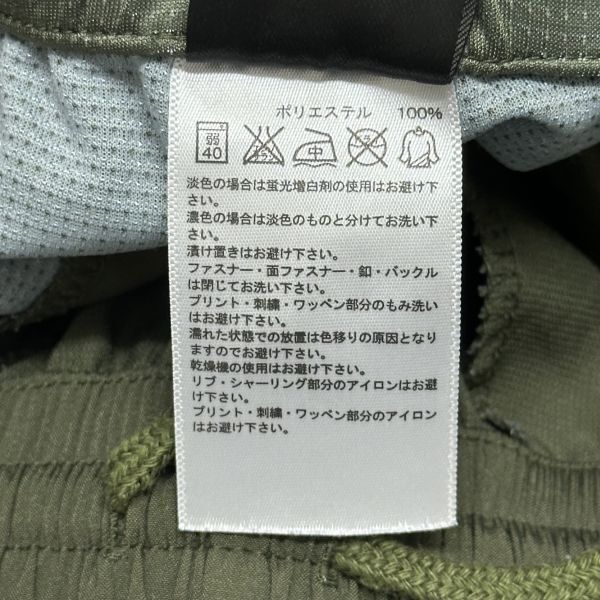 ポリエステル 100%
弱 40 エンソサラシ 中
淡色の場合は蛍光増白剤の使用はお避け下
さい。
濃色の場合は淡色のものと分けてお洗い下
さい。
漬け置きはお避け下さい。
ファスナー・面ファスナー・釦・バックル
は閉じてお洗い下さい。
プリント・刺繍・ワッペン部分のもみ洗い
はお避け下さい。
濡れた状態での放置は色移りの原因となり
ますのでお避け下さい。
乾燥機の使用はお避け下さい。
リブ・シャーリング部分のアイロンはお避
け下さい。
プリント・刺繍・ワッペン部分のアイロン
はお避け下さい。